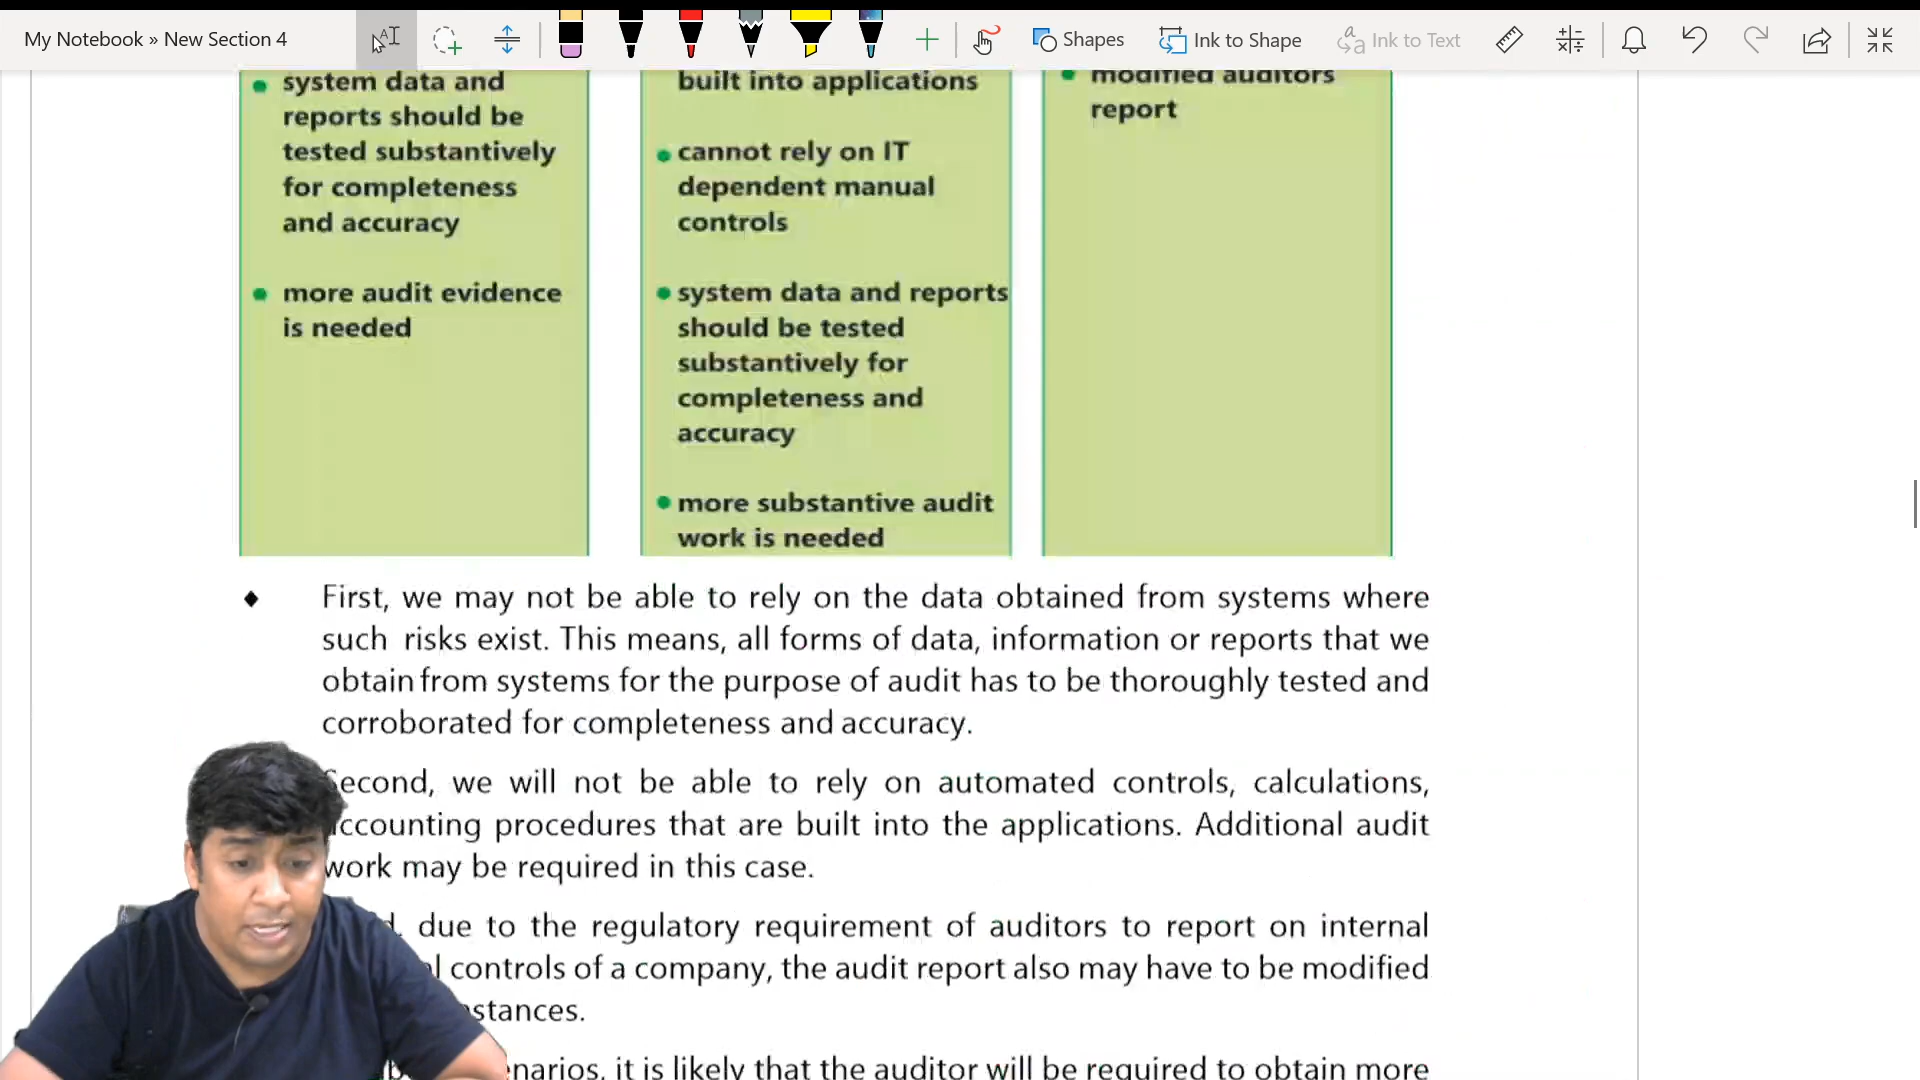 My Notebook » New Section 4
Shapes
Ink to Shape
Ink to Text
system data and
reports should be
tested substantively
for completeness
and accuracy
more audit evidence
is needed
built into applications
cannot rely on IT
dependent manual
controls
system data and reports
should be tested
substantively for
completeness and
accuracy
more substantive audit
work is needed
modified auditors
report
First, we may not be able to rely on the data obtained from systems where
such risks exist. This means, all forms of data, information or reports that we
obtain from systems for the purpose of audit has to be thoroughly tested and
corroborated for completeness and accuracy.
Second, we will not be able to rely on automated controls, calculations,
accounting procedures that are built into the applications. Additional audit
work may be required in this case.
due to the regulatory requirement of auditors to report on internal
controls of a company, the audit report also may have to be modified
it is likely that the auditor will be required to obtain more